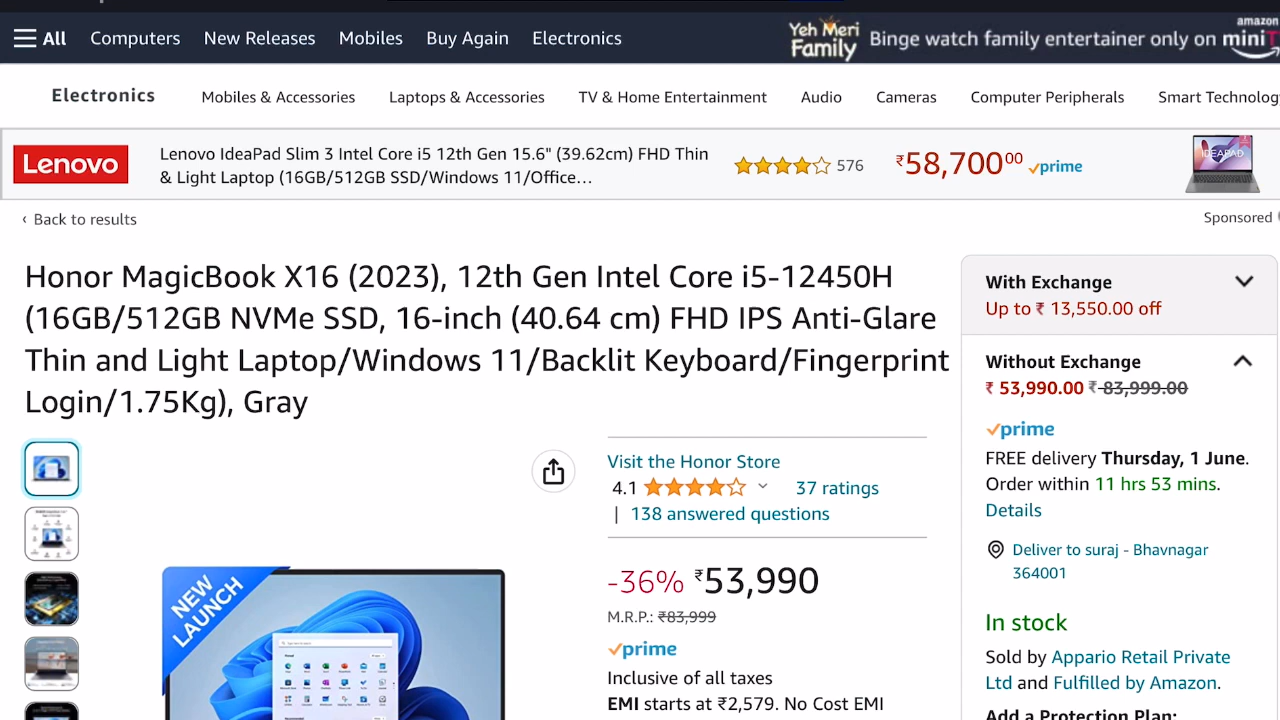 All Computers New Releases Mobiles Buy Again Electronics
Yeh Meri
Family
Binge watch family entertainer only on
amazon
mini
Electronics Mobiles & Accessories Laptops & Accessories TV & Home Entertainment Audio Cameras Computer Peripherals Smart Technolog
Lenovo
Lenovo IdeaPad Slim 3 Intel Core i5 12th Gen 15.6" (39.62cm) FHD Thin
& Light Laptop (16GB/512GB SSD/Windows 11/Office…
576
₹58,700⁰⁰ prime
IDEAPAD
‹ Back to results
Sponsored
Honor MagicBook X16 (2023), 12th Gen Intel Core i5-12450H
(16GB/512GB NVMe SSD, 16-inch (40.64 cm) FHD IPS Anti-Glare
Thin and Light Laptop/Windows 11/Backlit Keyboard/Fingerprint
Login/1.75Kg), Gray
NEW
LAUNCH
Visit the Honor Store
4.1 37 ratings
| 138 answered questions
-36% ₹53,990
M.R.P.: ₹83,999
prime
Inclusive of all taxes
EMI starts at ₹2,579. No Cost EMI
With Exchange
Up to ₹ 13,550.00 off
Without Exchange
₹ 53,990.00 ₹ 83,999.00
prime
FREE delivery Thursday, 1 June.
Order within 11 hrs 53 mins.
Details
Deliver to suraj - Bhavnagar
364001
In stock
Sold by Appario Retail Private
Ltd and Fulfilled by Amazon.
Add a Protection Plan: